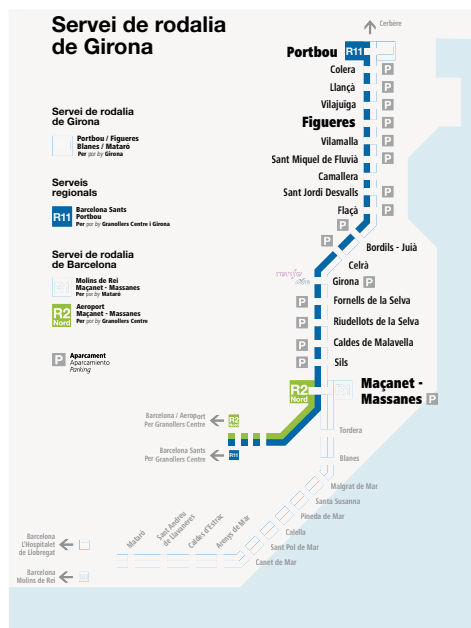 Servei de rodalia
de Girona
Cerbère
Portbou
R11
Colera
Llançà
Vilajuïga
Figueres
Vilamalla
Sant Miquel de Fluvià
Camallera
Sant Jordi Desvalls
Flaçà
Bordils - Juià
Celrà
Girona
Fornells de la Selva
Riudellots de la Selva
Caldes de Malavella
Sils
R2
Nord
Maçanet -
Massanes
P
Servei de rodalia
de Girona
Portbou / Figueres
Blanes / Mataró
Per por by Girona
Serveis
regionals
R11
Barcelona Sants
Portbou
Per por by Granollers Centre i Girona
Servei de rodalia
de Barcelona
Molins de Rei
Maçanet - Massanes
Per por by Mataró
R2
Nord
Aeroport
Maçanet - Massanes
Per por by Granollers Centre
P
Aparcament
Aparcamiento
Parking
Barcelona / Aeroport
Per Granollers Centre
R2
Nord
Barcelona Sants
Per Granollers Centre
R11
Tordera
Blanes
Malgrat de Mar
Santa Susanna
Pineda de Mar
Calella
Sant Pol de Mar
Canet de Mar
Arenys de Mar
Caldes d'Estrac
Sant Andreu
de Llavaneres
Mataró
Barcelona
L'Hospitalet
de Llobregat
Barcelona
Molins de Rei